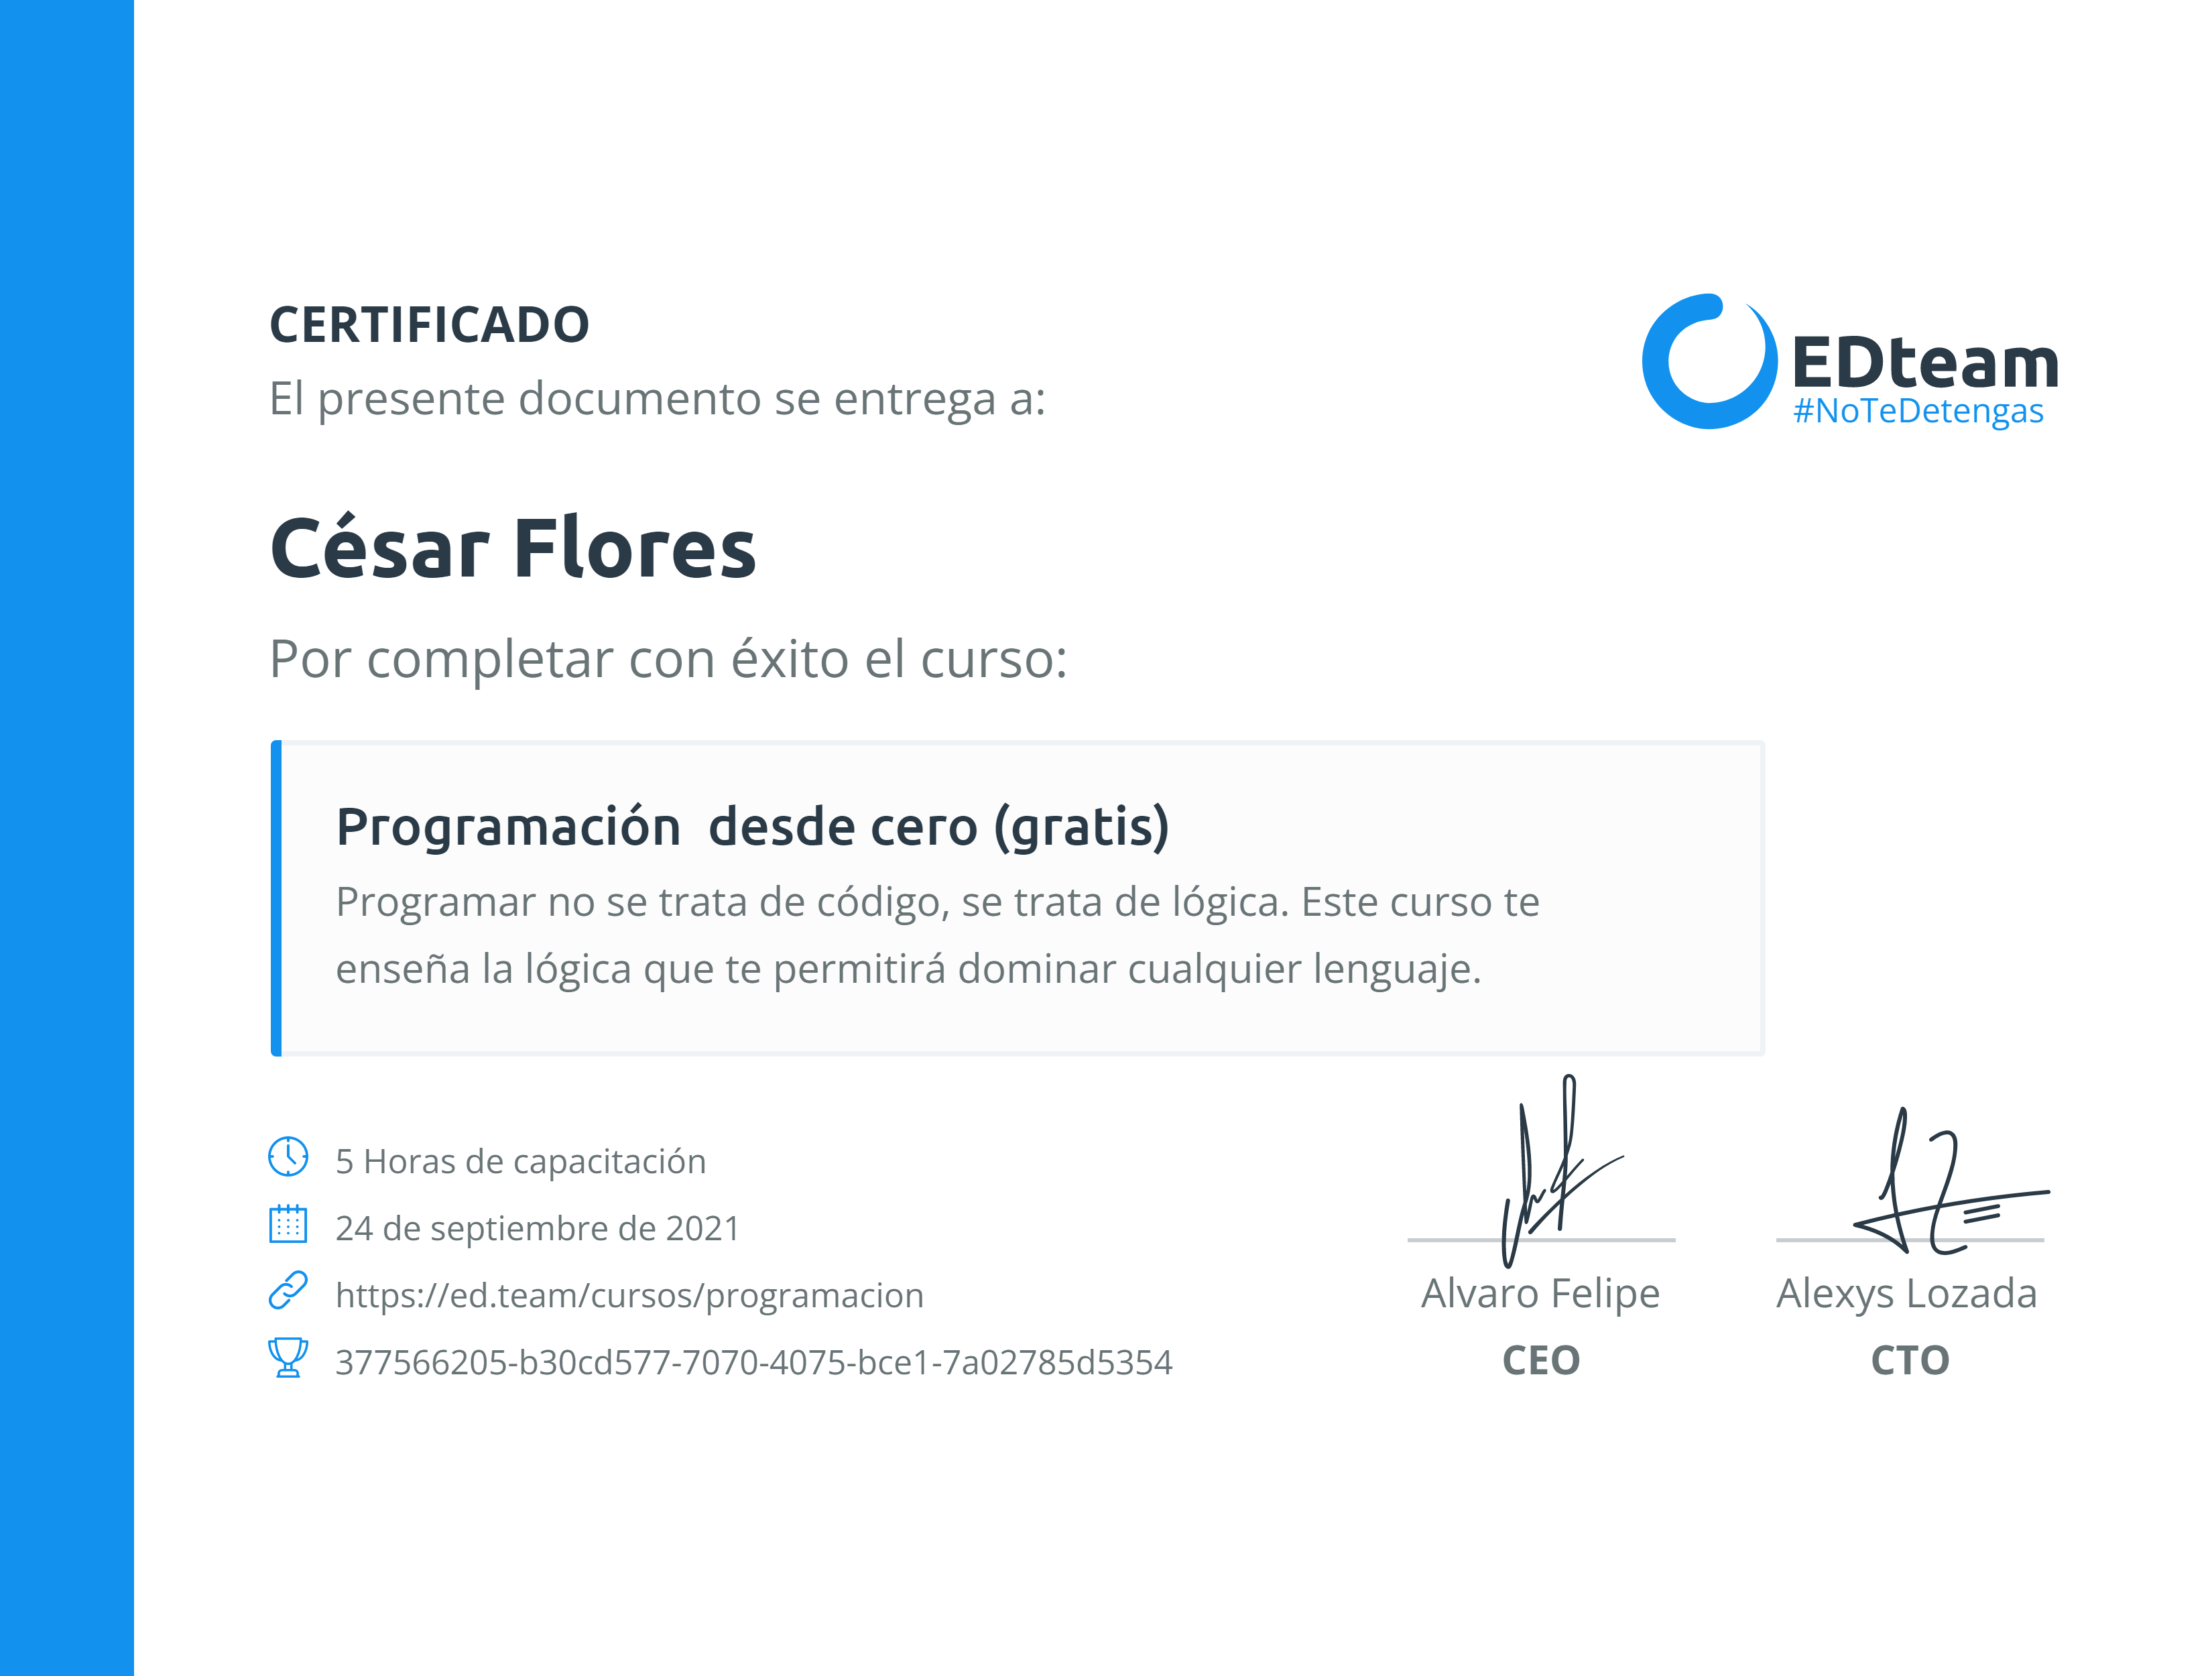 CERTIFICADO
El presente documento se entrega a:
EDteam
#NoTeDetengas
César Flores
Por completar con éxito el curso:
Programación  desde cero (gratis)
Programar no se trata de código, se trata de lógica. Este curso te
enseña la lógica que te permitirá dominar cualquier lenguaje.
5 Horas de capacitación
24 de septiembre de 2021
https://ed.team/cursos/programacion
377566205-b30cd577-7070-4075-bce1-7a02785d5354
Alvaro Felipe
CEO
Alexys Lozada
CTO